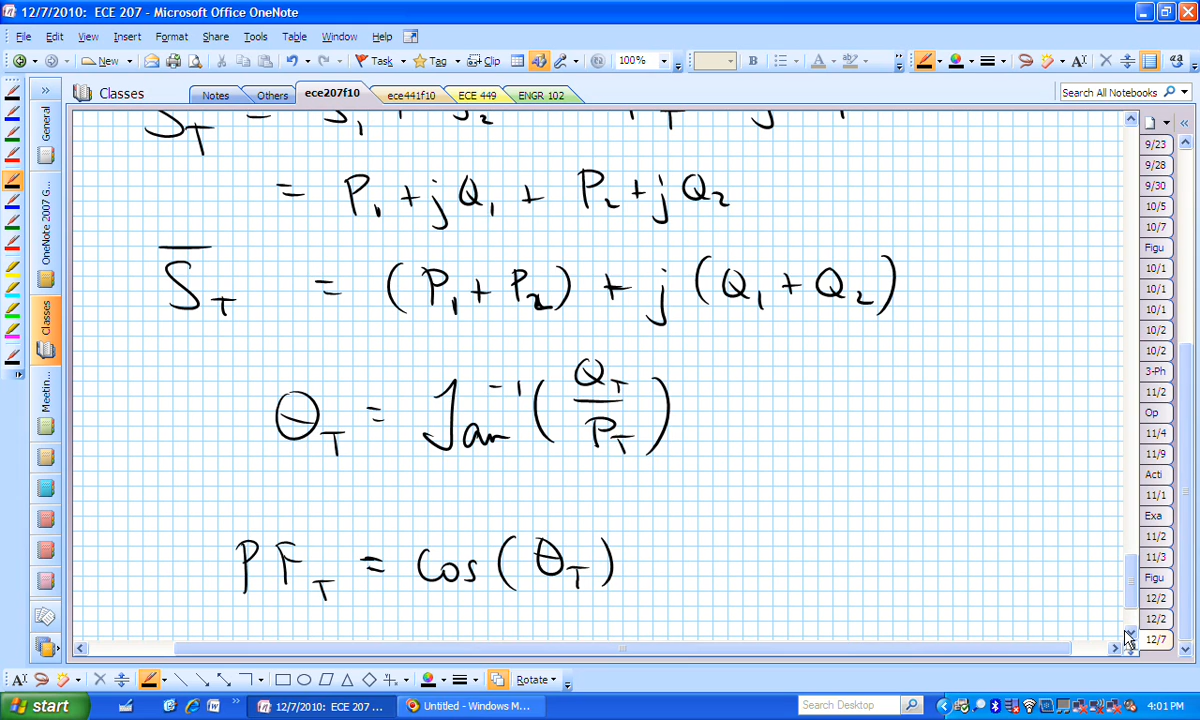 12/7/2010: ECE 207 - Microsoft Office OneNote
File Edit View Insert Format Share Tools Table Window Help
New Task Tag Clip 100% B A A
Classes Notes Others ece207f10 ece441f10 ECE 449 ENGR 102 Search All Notebooks
General
OneNote 2007 G...
Classes
Meetin...
= P₁ + jQ₁ + P₂ + jQ₂
S̅_T = (P₁ + P₂) + j(Q₁ + Q₂)
θ_T = Tan⁻¹(Q_T / P_T)
PF_T = Cos(θ_T)
9/23
9/28
9/30
10/5
10/7
Figu
10/1
10/1
10/1
10/2
10/2
3-Ph
11/2
Op
11/4
11/9
Acti
11/1
Exa
11/2
11/3
Figu
12/2
12/2
12/7
Rotate
start 12/7/2010: ECE 207 ... Untitled - Windows M... Search Desktop 4:01 PM